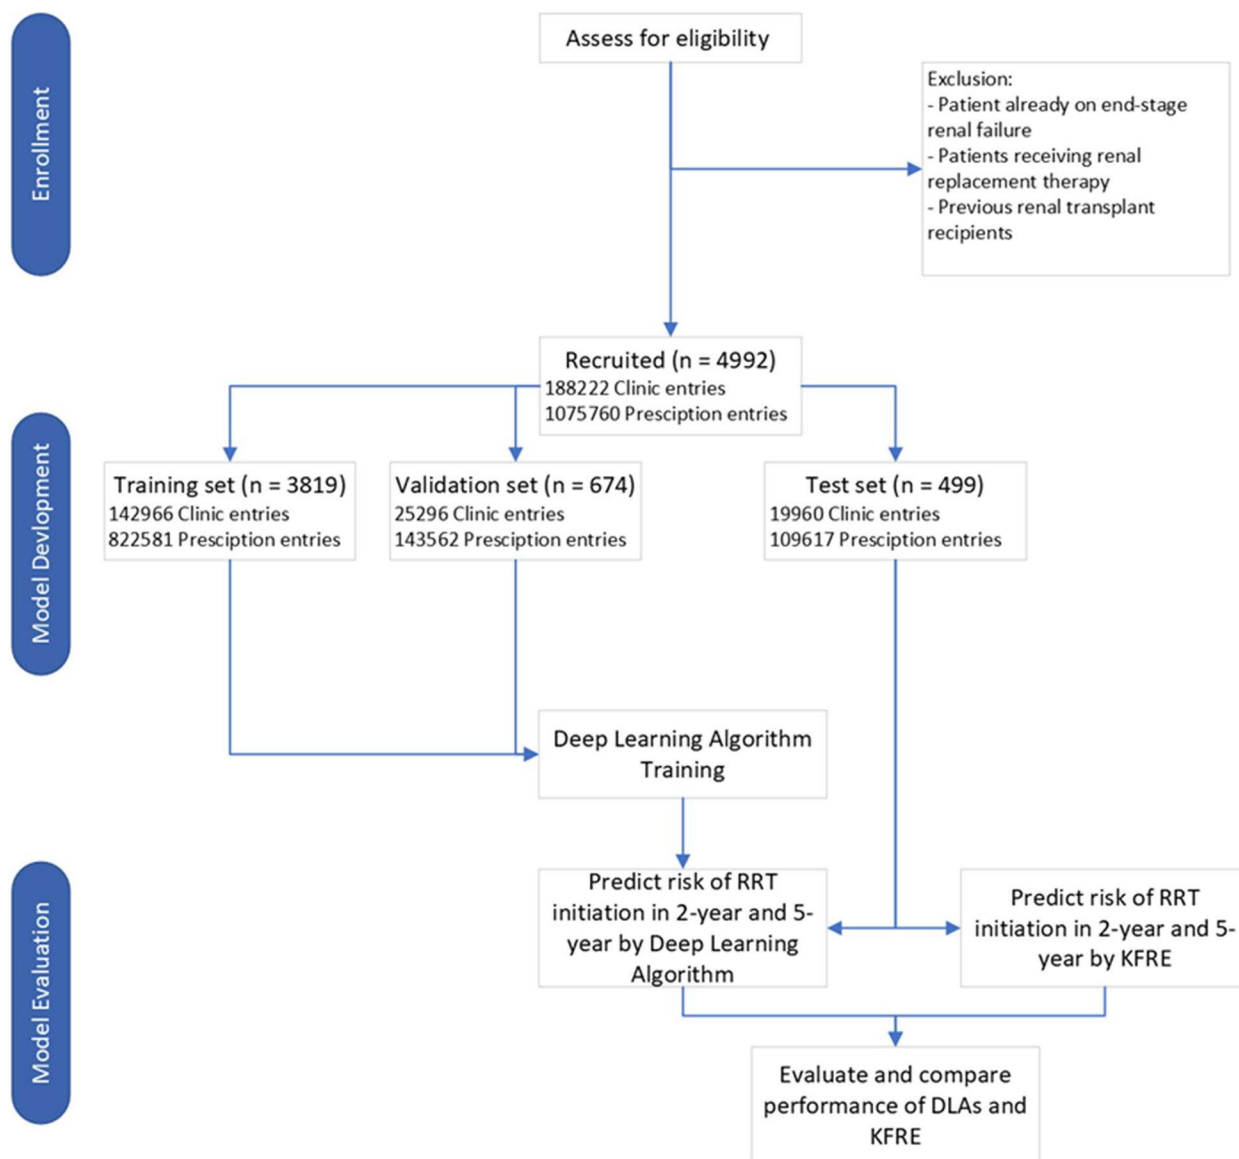 Enrollment
Assess for eligibility
Exclusion:
- Patient already on end-stage
renal failure
- Patients receiving renal
replacement therapy
- Previous renal transplant
recipients
Recruited (n = 4992)
188222 Clinic entries
1075760 Presciption entries
Model Devlopment
Training set (n = 3819)
142966 Clinic entries
822581 Presciption entries
Validation set (n = 674)
25296 Clinic entries
143562 Presciption entries
Test set (n = 499)
19960 Clinic entries
109617 Presciption entries
Deep Learning Algorithm
Training
Model Evaluation
Predict risk of RRT
initiation in 2-year and 5-
year by Deep Learning
Algorithm
Predict risk of RRT
initiation in 2-year and 5-
year by KFRE
Evaluate and compare
performance of DLAs and
KFRE